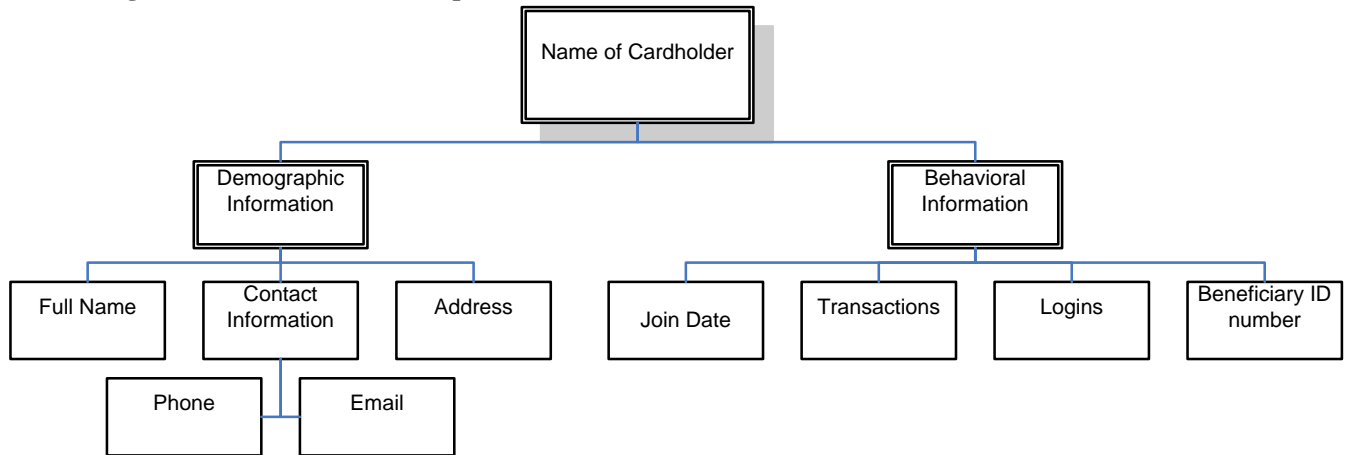 Name of Cardholder
Demographic
Information
Behavioral
Information
Full Name
Contact
Information
Address
Join Date
Transactions
Logins
Beneficiary ID
number
Phone
Email